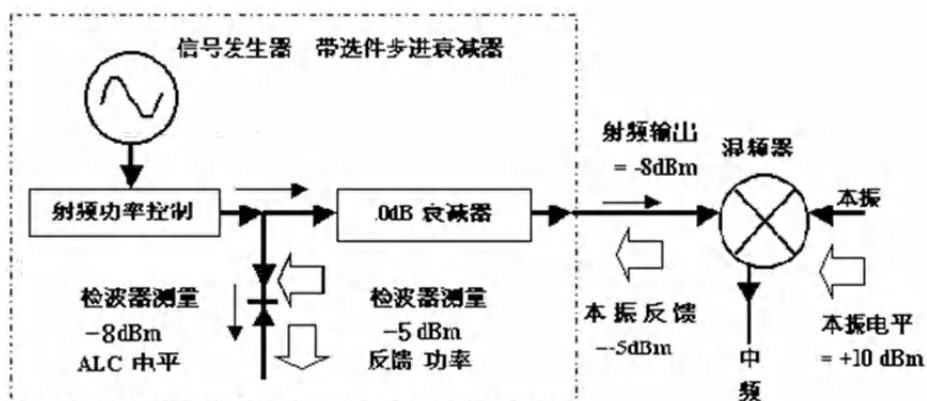 信号发生器 带选件步进衰减器
射频功率控制
.0dB 衰减器
射频输出
= -8dBm
混频器
本振
检波器测量
-8dBm
ALC 电平
检波器测量
-5dBm
反馈 功率
本振反馈
--5dBm
本振电平
= +10 dBm
中
频